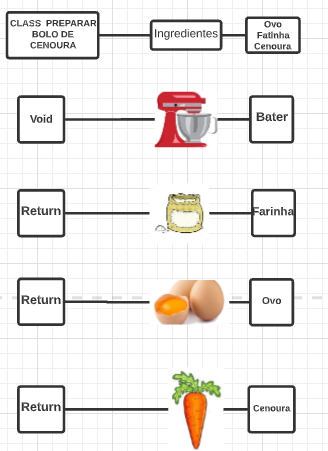 CLASS PREPARAR
BOLO DE
CENOURA
Ingredientes
Ovo
Fatinha
Cenoura
Void
Bater
Return
Farinha
Return
Ovo
Return
Cenoura